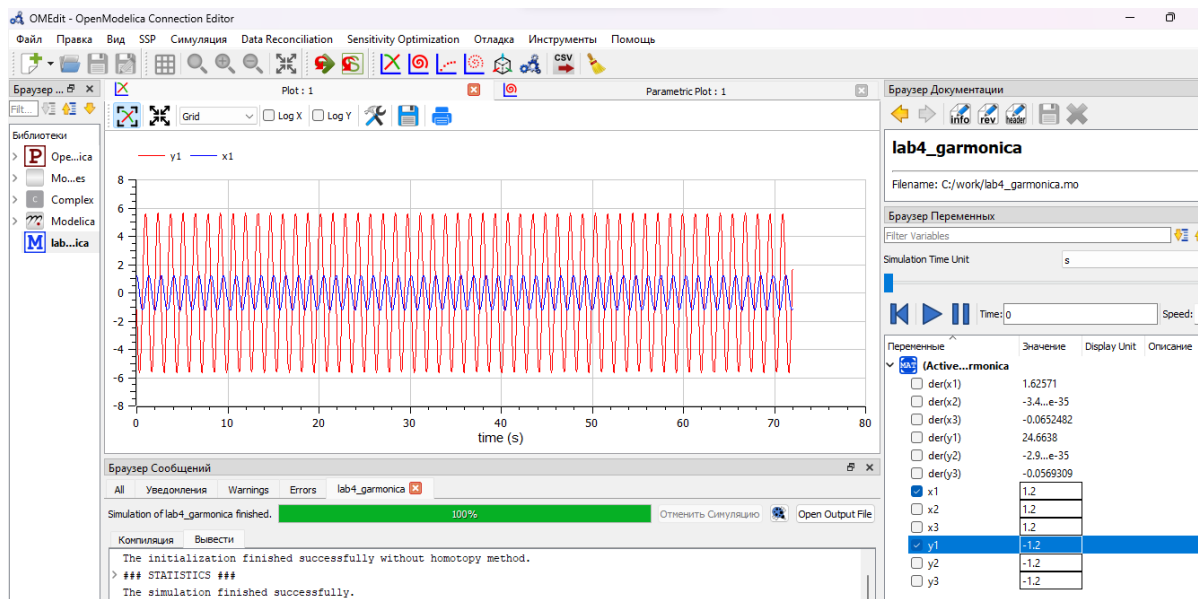 OMEdit - OpenModelica Connection Editor
Файл Правка Вид SSP Симуляция Data Reconciliation Sensitivity Optimization Отладка Инструменты Помощь
CSV
Браузер ...
Filt...
Библиотеки
P Ope...ica
Mo...es
C Complex
Modelica
M lab...ica
Plot : 1
Parametric Plot : 1
Grid
Log X
Log Y
y1 x1
8
6
4
2
0
-2
-4
-6
-8
0 10 20 30 40 50 60 70 80
time (s)
Браузер Сообщений
All Уведомления Warnings Errors lab4_garmonica
Simulation of lab4_garmonica finished. 100% Отменить Симуляцию Open Output File
Компиляция Вывести
The initialization finished successfully without homotopy method.
> ### STATISTICS ###
The simulation finished successfully.
Браузер Документации
info rev header
lab4_garmonica
Filename: C:/work/lab4_garmonica.mo
Браузер Переменных
Filter Variables
Simulation Time Unit s
Time: 0 Speed:
Переменные Значение Display Unit Описание
MAT (Active...rmonica
der(x1) 1.62571
der(x2) -3.4...e-35
der(x3) -0.0652482
der(y1) 24.6638
der(y2) -2.9...e-35
der(y3) -0.0569309
x1 1.2
x2 1.2
x3 1.2
y1 -1.2
y2 -1.2
y3 -1.2